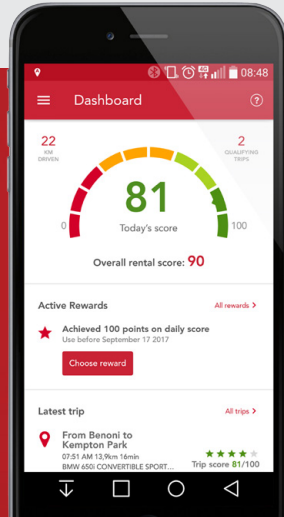 4G
08:48
Dashboard
?
22
KM
DRIVEN
2
QUALIFYING
TRIPS
81
0
Today's score
100
Overall rental score: 90
Active Rewards
All rewards >
Achieved 100 points on daily score
Use before September 17 2017
Choose reward
Latest trip
All trips >
From Benoni to
Kempton Park
07:51 AM 13,9km 16min
BMW 650i CONVERTIBLE SPORT...
Trip score 81/100